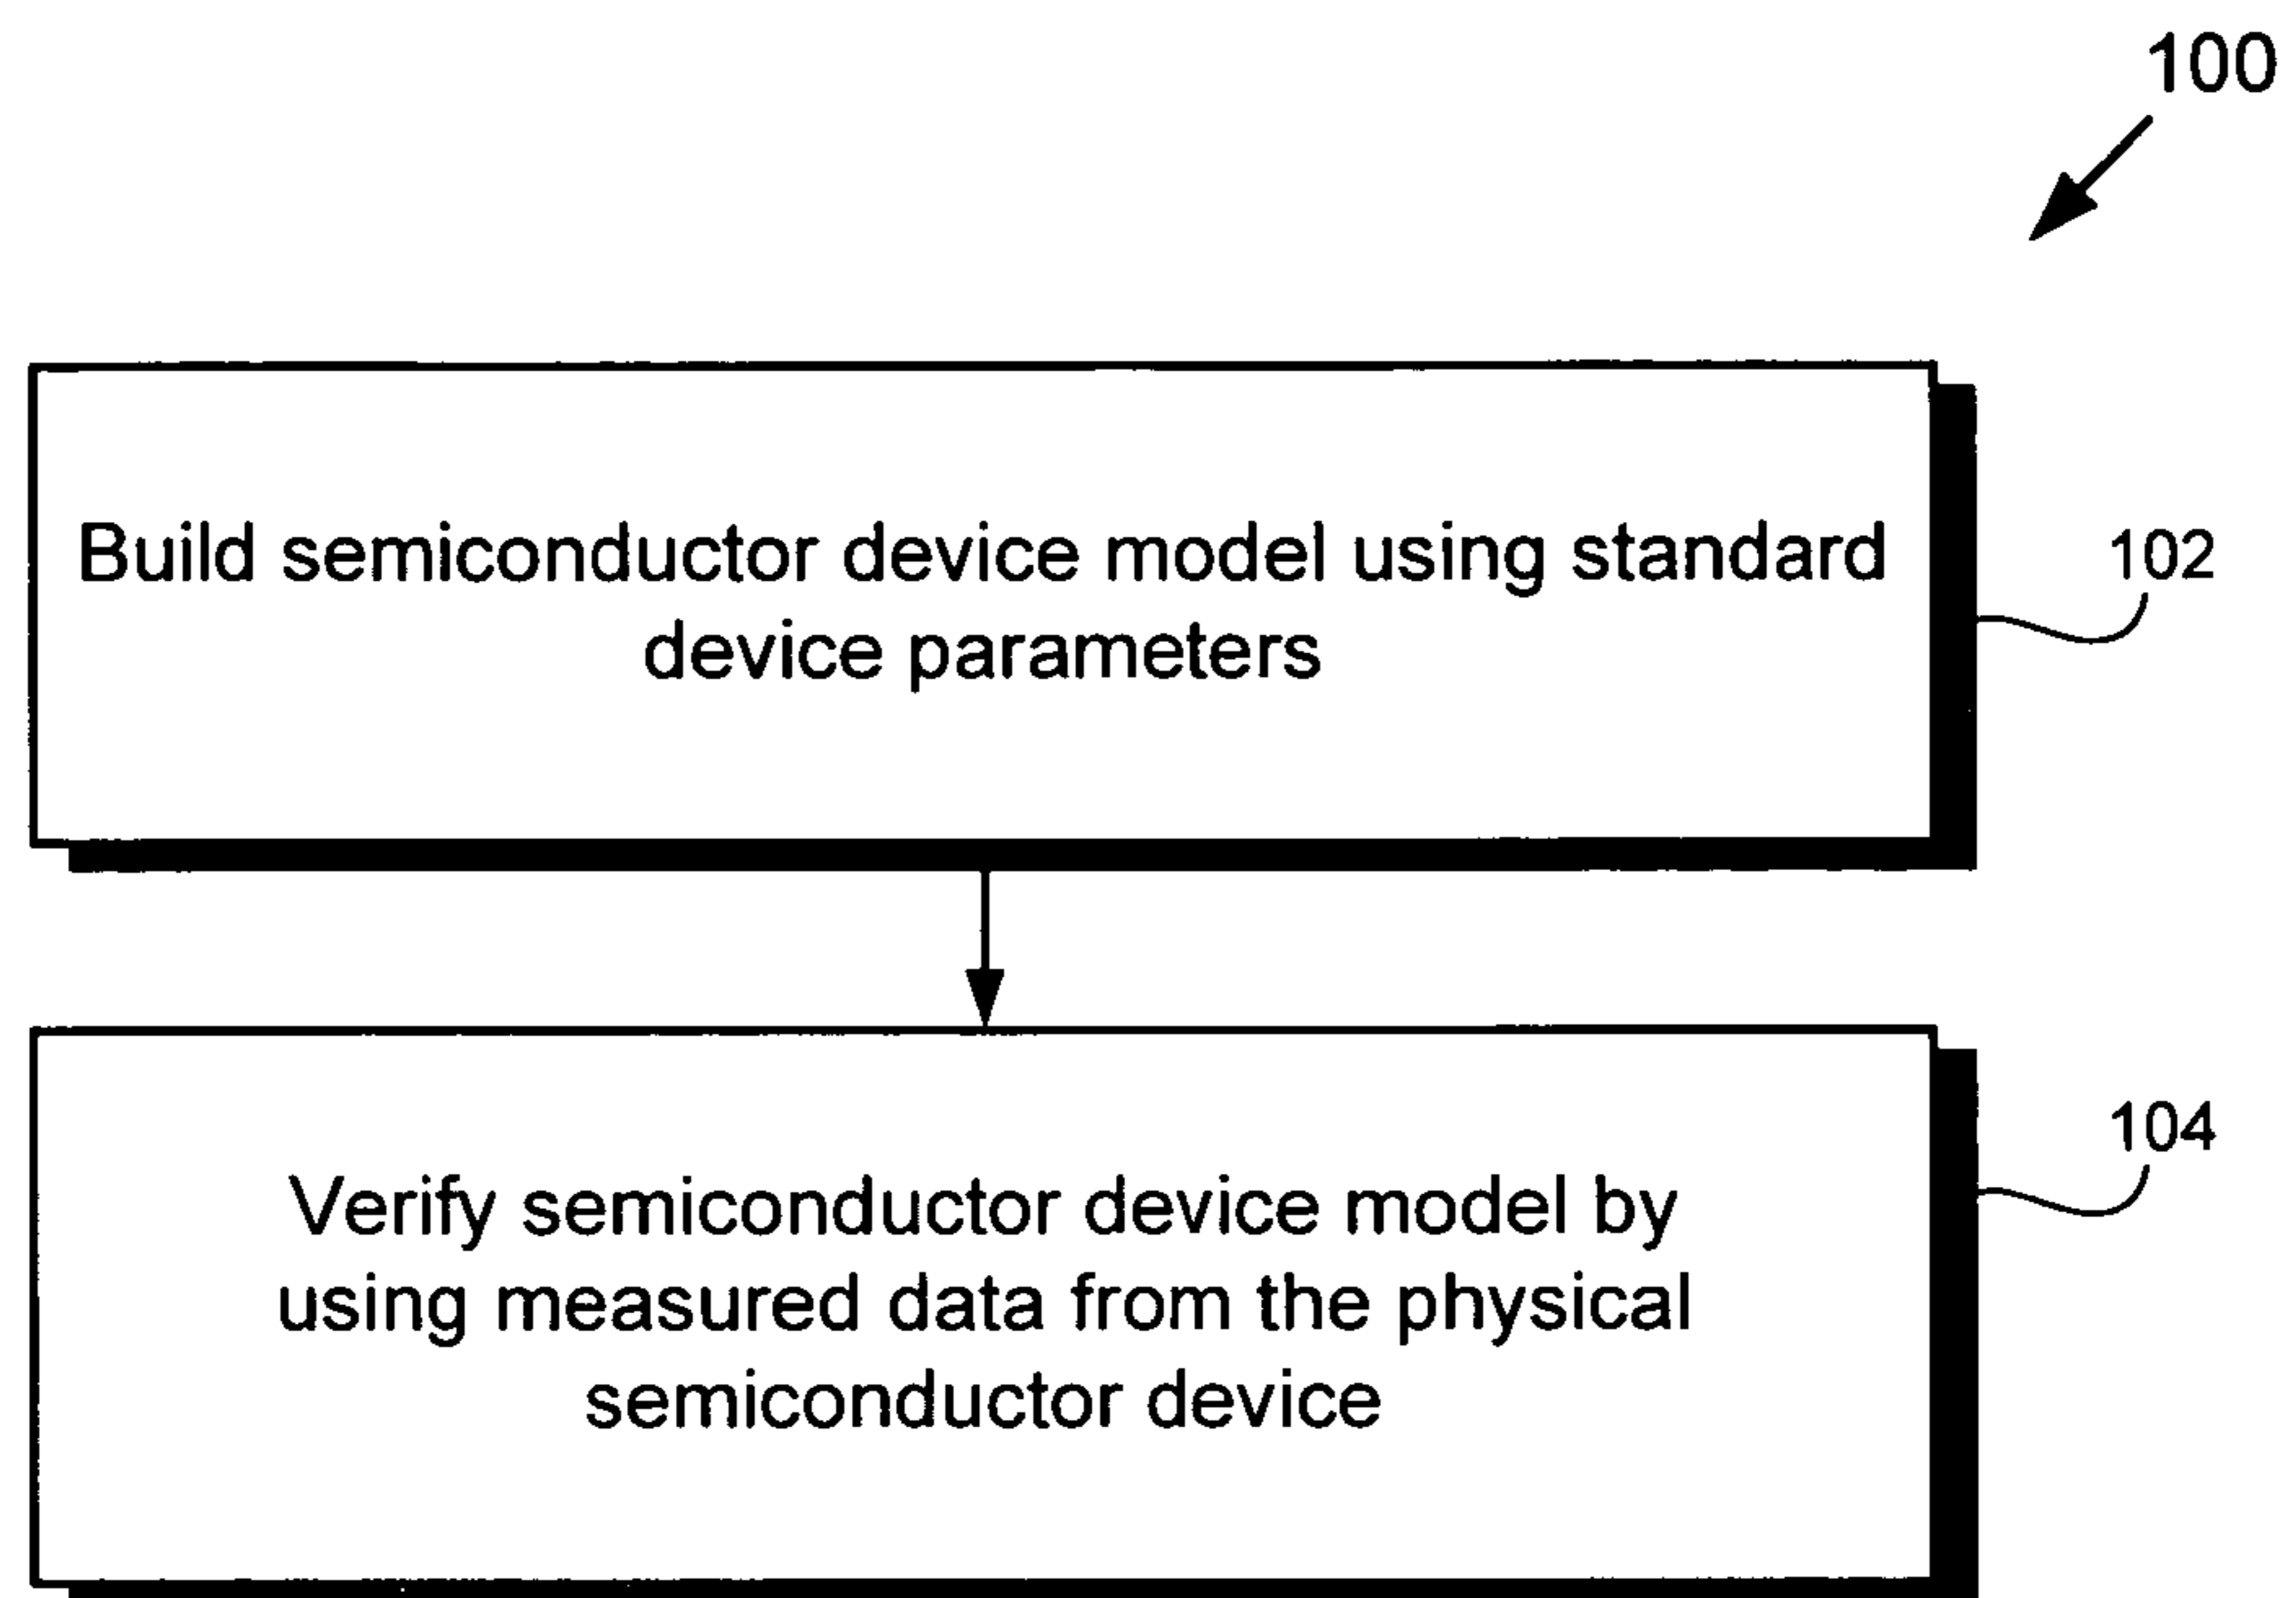 100
Build semiconductor device model using standard
device parameters
102
104
Verify semiconductor device model by
using measured data from the physical
semiconductor device